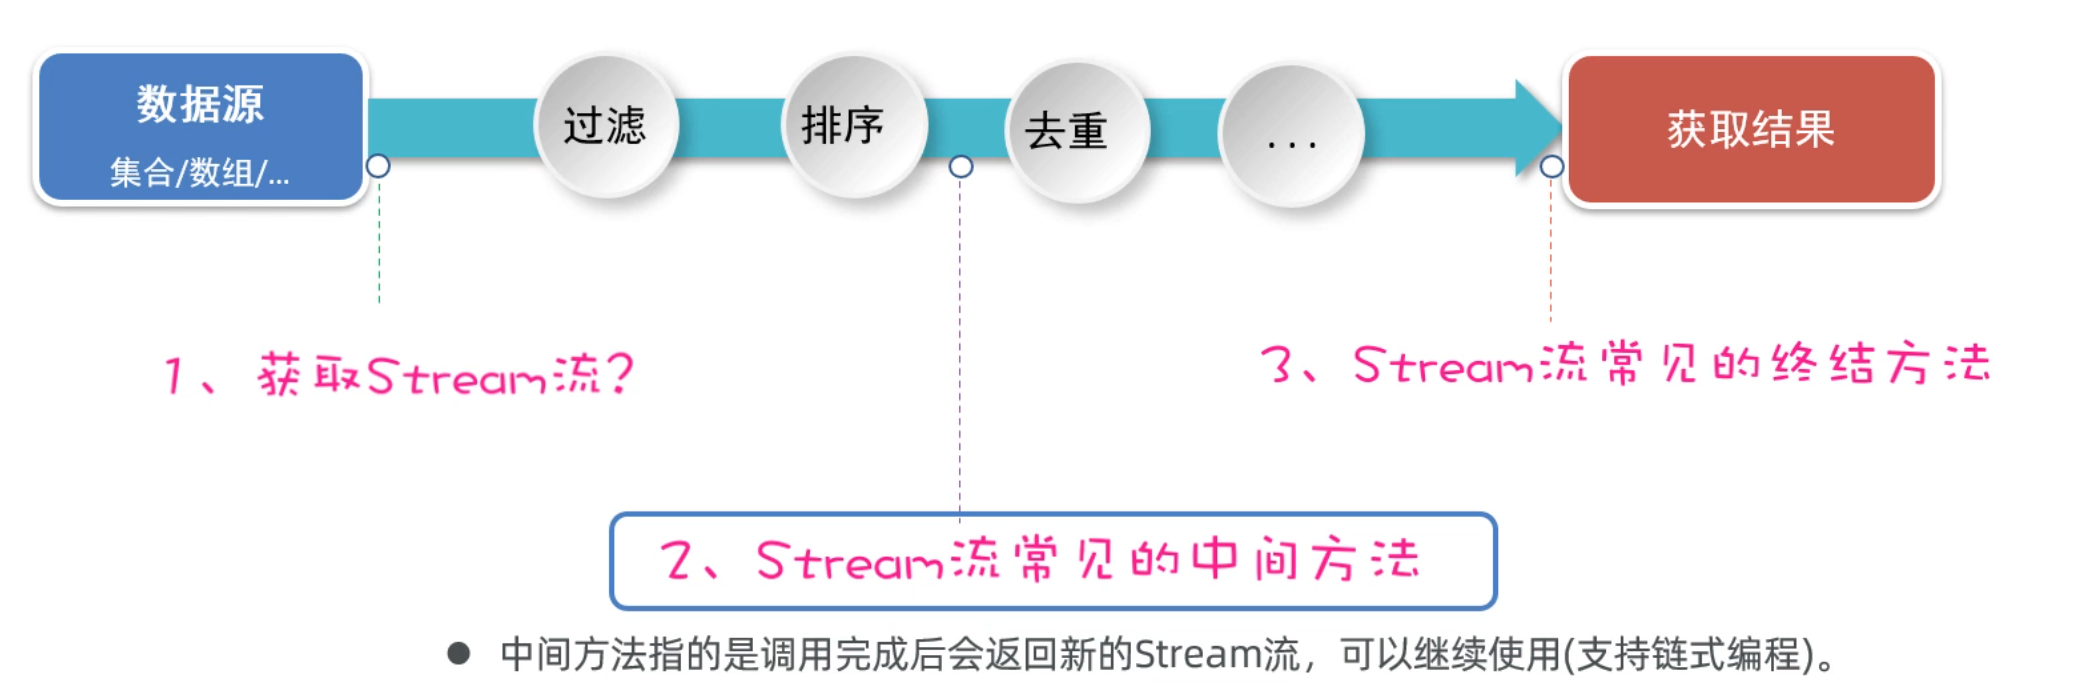 数据源
集合/数组/...
过滤
排序
去重
...
获取结果
1、获取Stream流？
3、Stream流常见的终结方法
2、Stream流常见的中间方法
● 中间方法指的是调用完成后会返回新的Stream流，可以继续使用(支持链式编程)。